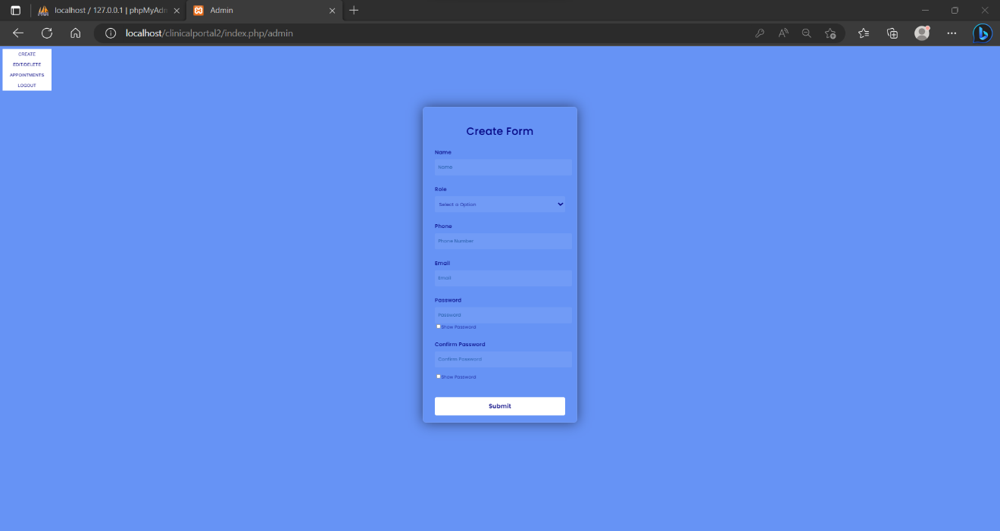 localhost / 127.0.0.1 | phpMyAdn
Admin
localhost/clinicalportal2/index.php/admin
CREATE
EDIT/DELETE
APPOINTMENTS
LOGOUT
Create Form
Name
Name
Role
Select a Option
Phone
Phone Number
Email
Email
Password
Password
Show Password
Confirm Password
Confirm Password
Show Password
Submit